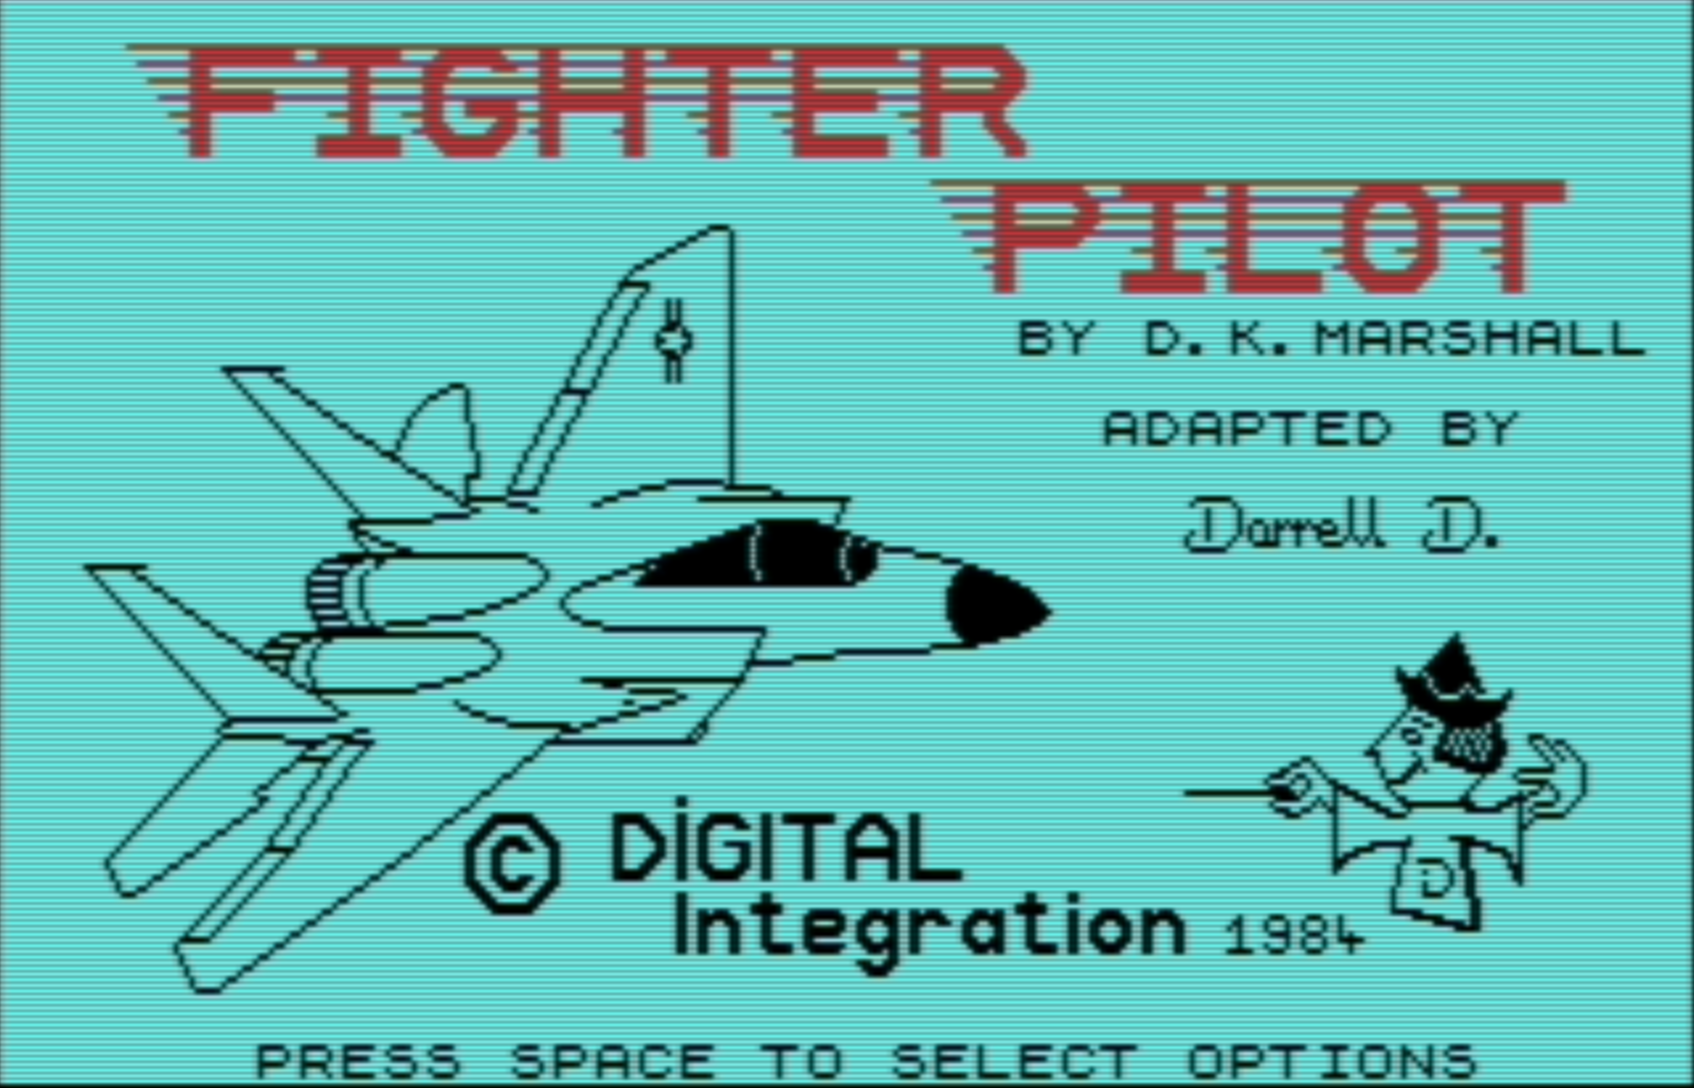 FIGHTER
PILOT
BY D.K.MARSHALL
ADAPTED BY
Darrell D.
© DiGITAL
Integration 1984
D
PRESS SPACE TO SELECT OPTIONS